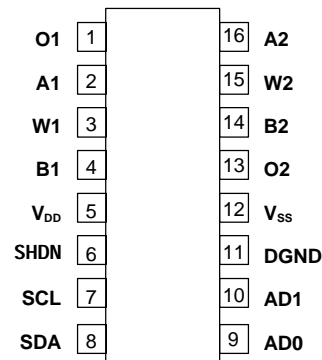 O1 1 16 A2
A1 2 15 W2
W1 3 14 B2
B1 4 13 O2
VDD 5 12 VSS
SHDN 6 11 DGND
SCL 7 10 AD1
SDA 8 9 AD0